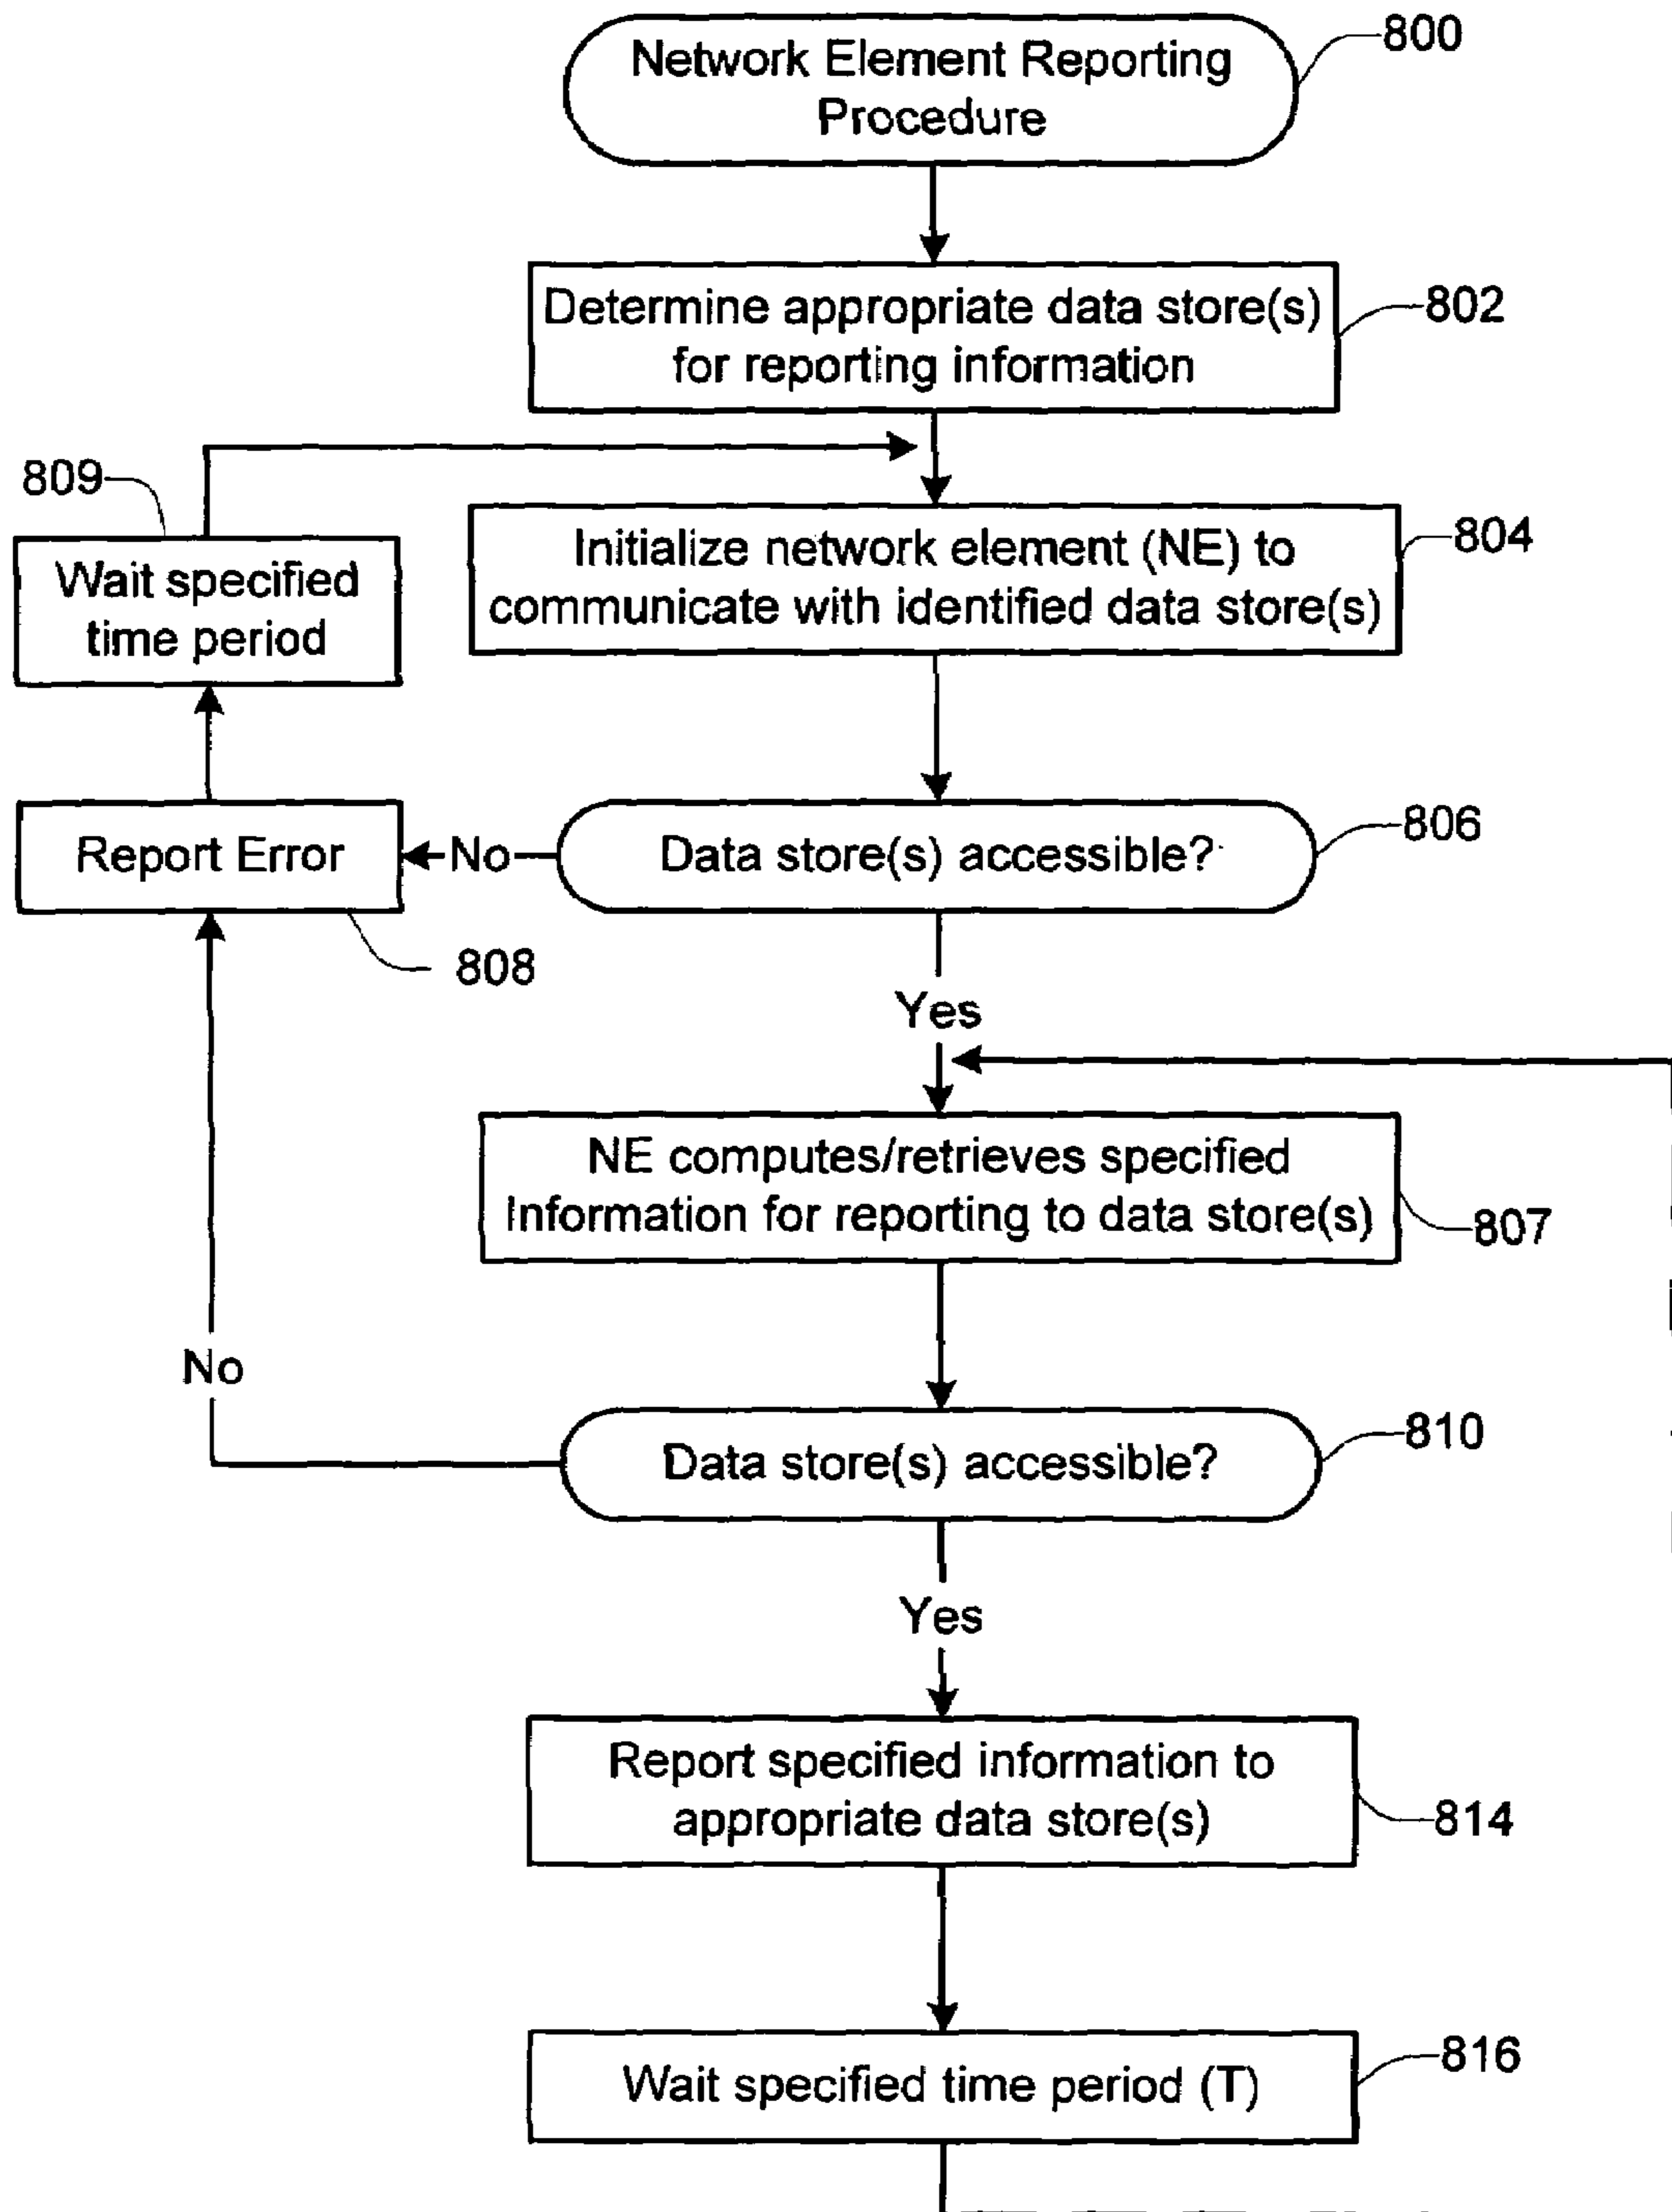 Network Element Reporting
Procedure
800
Determine appropriate data store(s)
for reporting information
802
809
Wait specified
time period
Initialize network element (NE) to
communicate with identified data store(s)
804
Report Error
No
Data store(s) accessible?
806
808
Yes
NE computes/retrieves specified
Information for reporting to data store(s)
807
No
Data store(s) accessible?
810
Yes
Report specified information to
appropriate data store(s)
814
Wait specified time period (T)
816